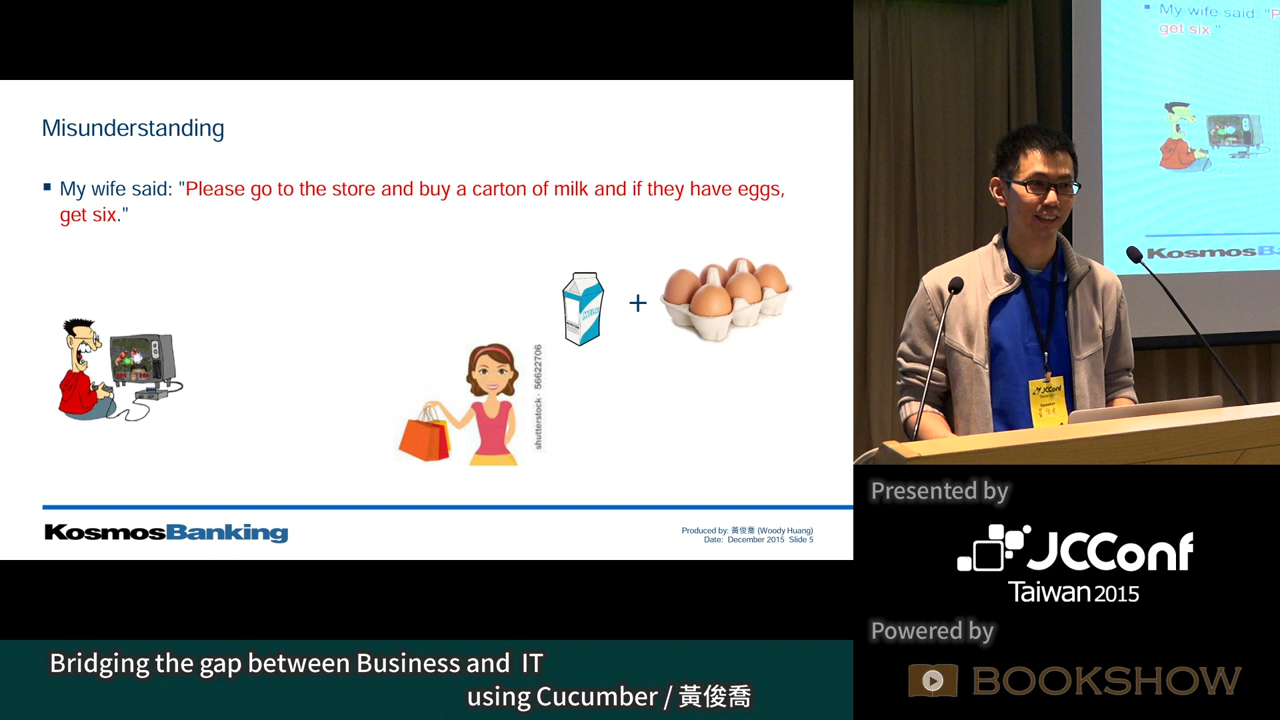 Misunderstanding
▪ My wife said: "Please go to the store and buy a carton of milk and if they have eggs,
get six."
+
shutterstock · 56622706
KosmosBanking
Produced by: 黃俊喬 (Woody Huang)
Date: December 2015 Slide 5
▪ My wife said: "P
get six."
KosmosB
JCConf
Speaker
Presented by
JCConf
Taiwan 2015
Powered by
BOOKSHOW
Bridging the gap between Business and IT
using Cucumber / 黃俊喬